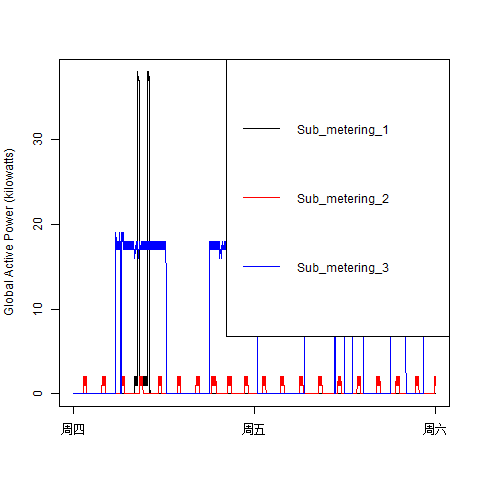 Global Active Power (kilowatts)
30
20
10
0
Sub_metering_1
Sub_metering_2
Sub_metering_3
周四
周五
周六